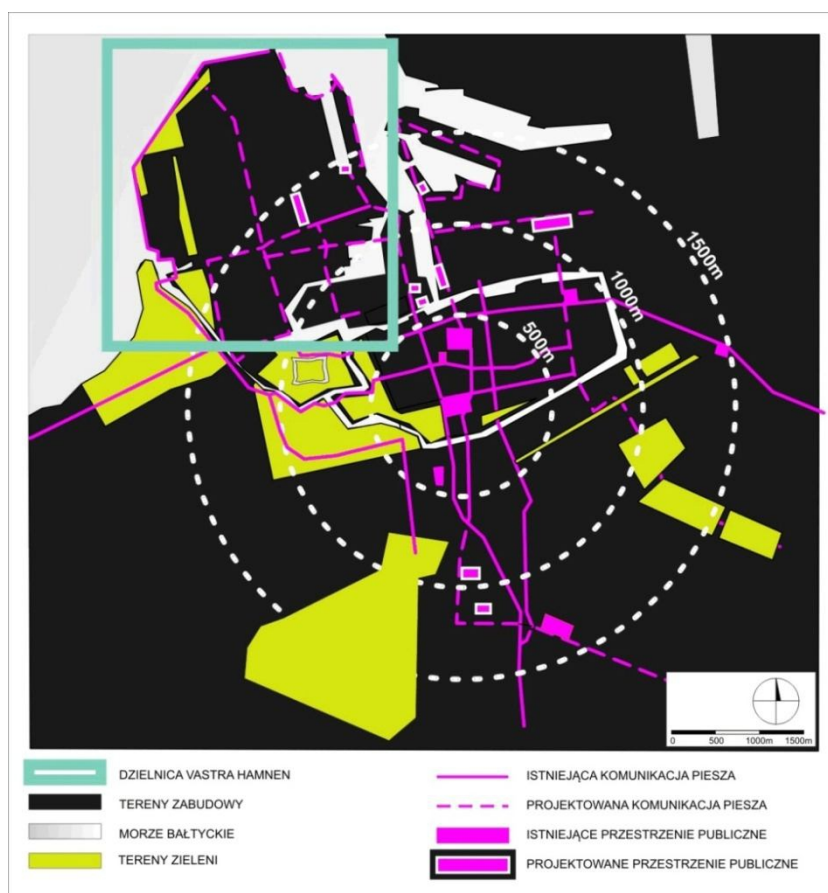 1500m
1000m
500m
0 500 1000m 1500m
DZIELNICA VASTRA HAMNEN
TERENY ZABUDOWY
MORZE BAŁTYCKIE
TERENY ZIELENI
ISTNIEJĄCA KOMUNIKACJA PIESZA
PROJEKTOWANA KOMUNIKACJA PIESZA
ISTNIEJĄCE PRZESTRZENIE PUBLICZNE
PROJEKTOWANE PRZESTRZENIE PUBLICZNE